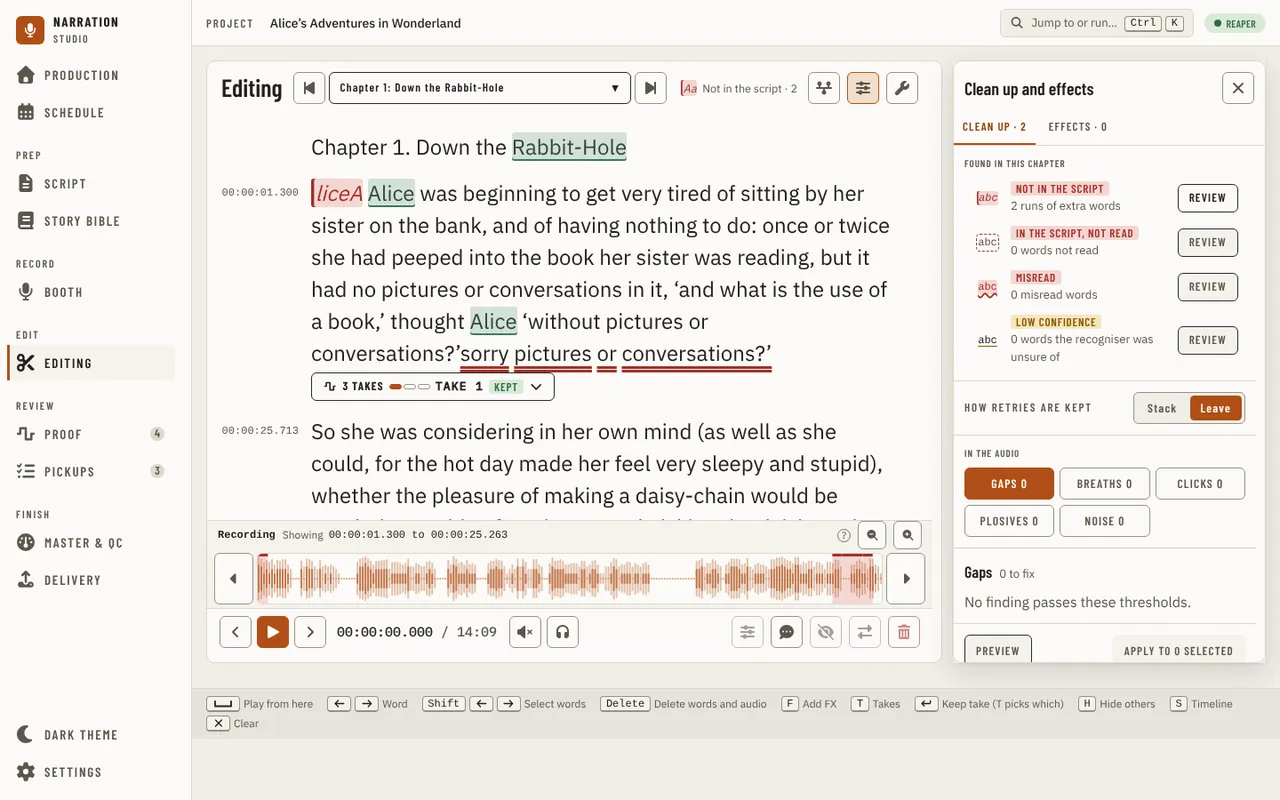 NARRATION
STUDIO
PRODUCTION
SCHEDULE
PREP
SCRIPT
STORY BIBLE
RECORD
BOOTH
EDIT
EDITING
REVIEW
PROOF 4
PICKUPS 3
FINISH
MASTER & QC
DELIVERY
DARK THEME
SETTINGS
PROJECT Alice's Adventures in Wonderland
Jump to or run... Ctrl K
REAPER
Editing
Chapter 1: Down the Rabbit-Hole
Aa Not in the script · 2
Chapter 1. Down the Rabbit-Hole
00:00:01.300 liceA Alice was beginning to get very tired of sitting by her
sister on the bank, and of having nothing to do: once or twice
she had peeped into the book her sister was reading, but it
had no pictures or conversations in it, ‘and what is the use of
a book,’ thought Alice ‘without pictures or
conversations?’sorry pictures or conversations?’
3 TAKES TAKE 1 KEPT
00:00:25.713 So she was considering in her own mind (as well as she
could, for the hot day made her feel very sleepy and stupid),
whether the pleasure of making a daisy-chain would be
Recording Showing 00:00:01.300 to 00:00:25.263 ?
00:00:00.000 / 14:09
Clean up and effects
CLEAN UP · 2 EFFECTS · 0
FOUND IN THIS CHAPTER
abc NOT IN THE SCRIPT
2 runs of extra words
REVIEW
abc IN THE SCRIPT, NOT READ
0 words not read
REVIEW
abc MISREAD
0 misread words
REVIEW
abc LOW CONFIDENCE
0 words the recogniser was
unsure of
REVIEW
HOW RETRIES ARE KEPT Stack Leave
IN THE AUDIO
GAPS 0 BREATHS 0 CLICKS 0
PLOSIVES 0 NOISE 0
Gaps 0 to fix
No finding passes these thresholds.
PREVIEW APPLY TO 0 SELECTED
Play from here Word Shift Select words Delete Delete words and audio F Add FX T Takes Keep take (T picks which) H Hide others S Timeline
Clear